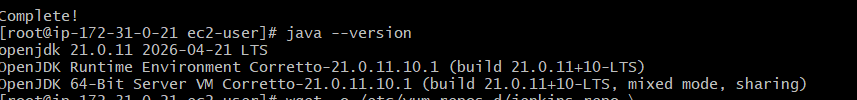 Complete!
[root@ip-172-31-0-21 ec2-user]# java --version
openjdk 21.0.11 2026-04-21 LTS
OpenJDK Runtime Environment Corretto-21.0.11.10.1 (build 21.0.11+10-LTS)
OpenJDK 64-Bit Server VM Corretto-21.0.11.10.1 (build 21.0.11+10-LTS, mixed mode, sharing)
[root@ip-172-31-0-21 ec2-user]# wget -o /etc/yum.repos.d/jenkins.repo \